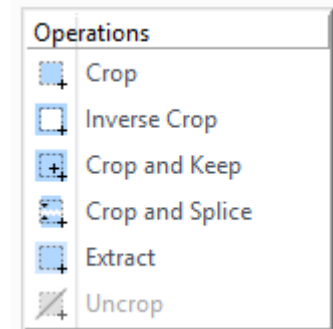 Operations
Crop
Inverse Crop
Crop and Keep
Crop and Splice
Extract
Uncrop